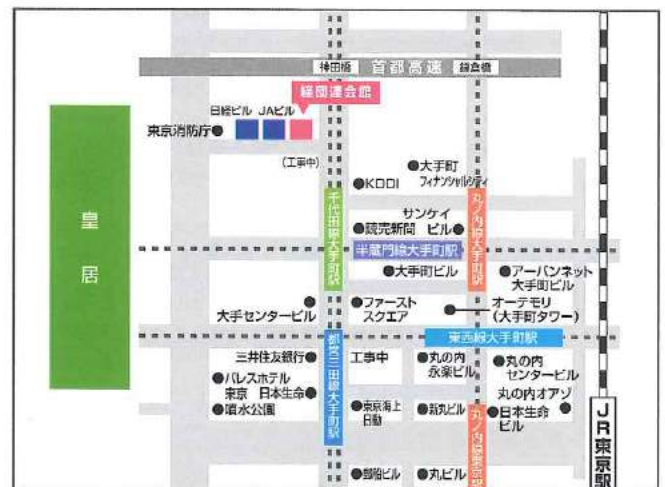 神田橋
首都高速
鎌倉橋
経団連会館
日経ビル JAビル
東京消防庁
(工事中)
大手町
フィナンシャルシティ
KDDI
千代田線大手町駅
丸ノ内線大手町駅
サンケイ
ビル
読売新聞
皇居
半蔵門線大手町駅
大手町ビル
アーバンネット
大手町ビル
大手センタービル
ファースト
スクエア
オーテモリ
(大手町タワー)
東西線大手町駅
都営三田線大手町駅
三井住友銀行
工事中
丸の内
永楽ビル
丸の内
センタービル
パレスホテル
東京
日本生命
噴水公園
東京海上
日動
新丸ビル
丸の内オアゾ
日本生命
ビル
丸ノ内線東京駅
JR東京駅
郵船ビル
丸ビル